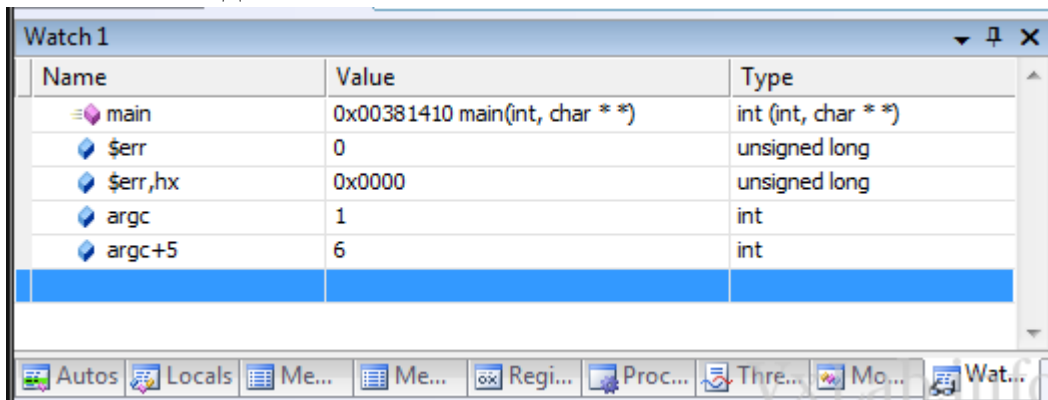 Watch 1
Name Value Type
main 0x00381410 main(int, char * *) int (int, char * *)
$err 0 unsigned long
$err,hx 0x0000 unsigned long
argc 1 int
argc+5 6 int
Autos Locals Me... Me... Regi... Proc... Thre... Mo... Wat...